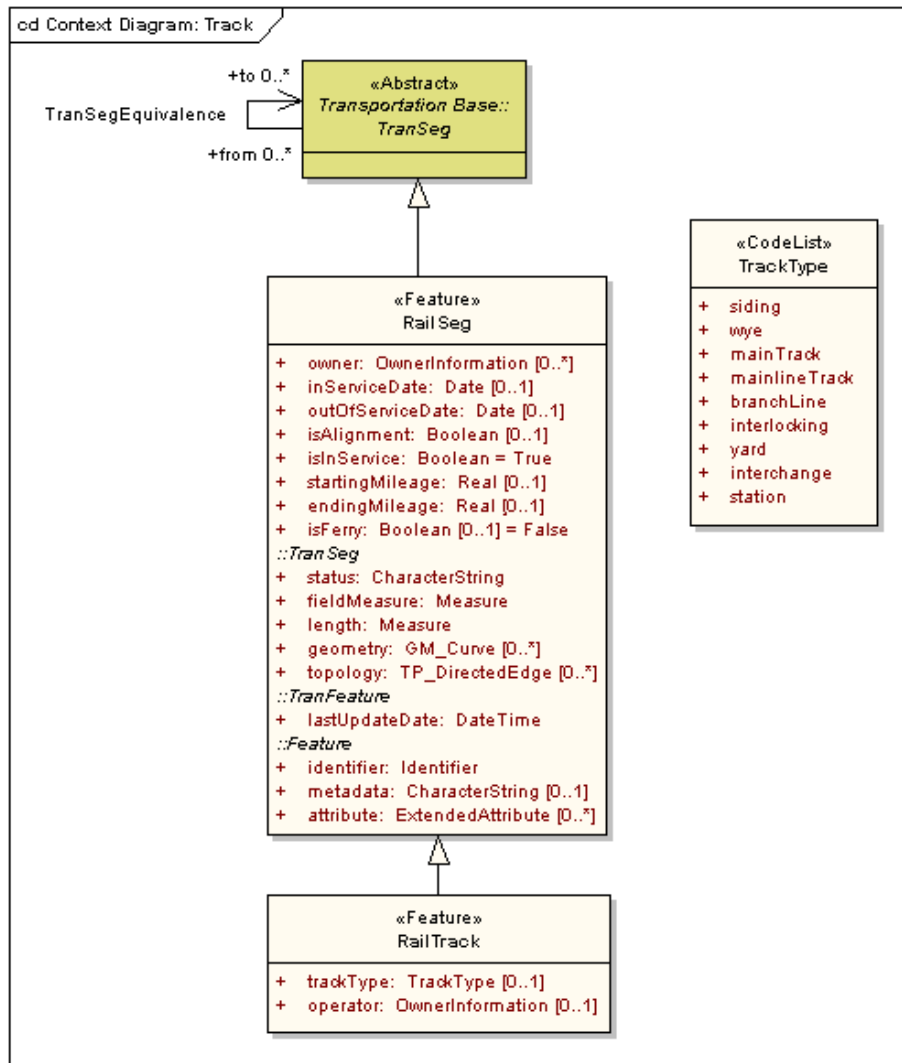 cd Context Diagram: Track
+to 0..*
TranSegEquivalence
+from 0..*
«Abstract»
Transportation Base::
TranSeg
«Feature»
RailSeg
+ owner: OwnerInformation [0..*]
+ inServiceDate: Date [0..1]
+ outOfServiceDate: Date [0..1]
+ isAlignment: Boolean [0..1]
+ isInService: Boolean = True
+ startingMileage: Real [0..1]
+ endingMileage: Real [0..1]
+ isFerry: Boolean [0..1] = False
::TranSeg
+ status: CharacterString
+ fieldMeasure: Measure
+ length: Measure
+ geometry: GM_Curve [0..*]
+ topology: TP_DirectedEdge [0..*]
::TranFeature
+ lastUpdateDate: DateTime
::Feature
+ identifier: Identifier
+ metadata: CharacterString [0..1]
+ attribute: ExtendedAttribute [0..*]
«CodeList»
TrackType
+ siding
+ wye
+ mainTrack
+ mainlineTrack
+ branchLine
+ interlocking
+ yard
+ interchange
+ station
«Feature»
RailTrack
+ trackType: TrackType [0..1]
+ operator: OwnerInformation [0..1]